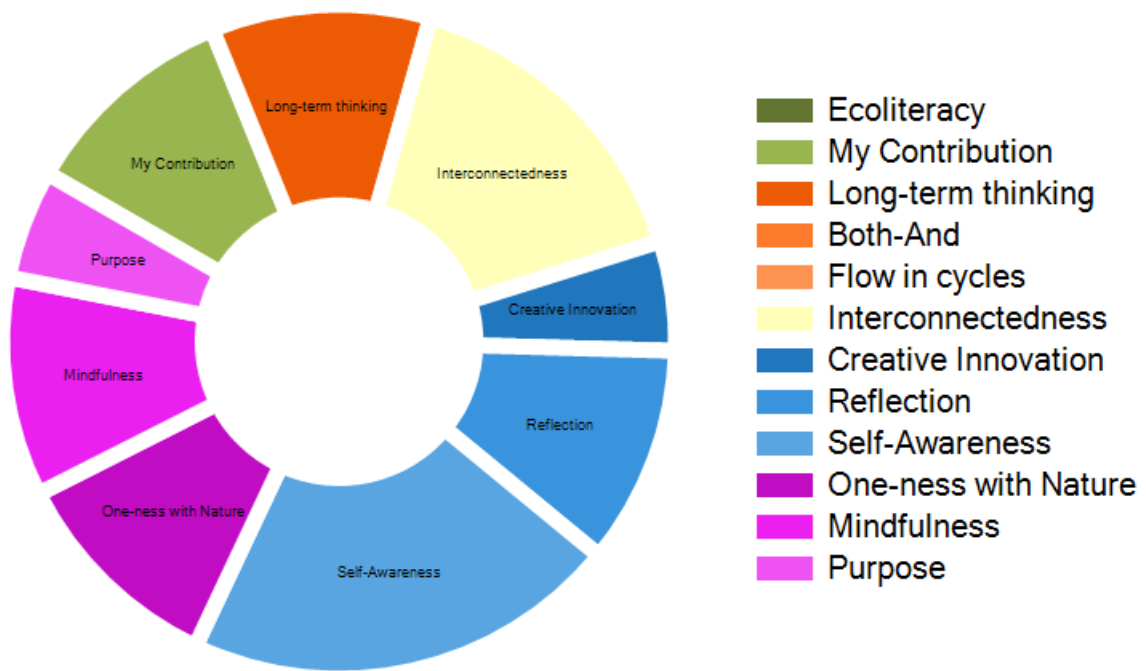 Long-term thinking
My Contribution
Interconnectedness
Purpose
Creative Innovation
Mindfulness
Reflection
One-ness with Nature
Self-Awareness
Ecoliteracy
My Contribution
Long-term thinking
Both-And
Flow in cycles
Interconnectedness
Creative Innovation
Reflection
Self-Awareness
One-ness with Nature
Mindfulness
Purpose